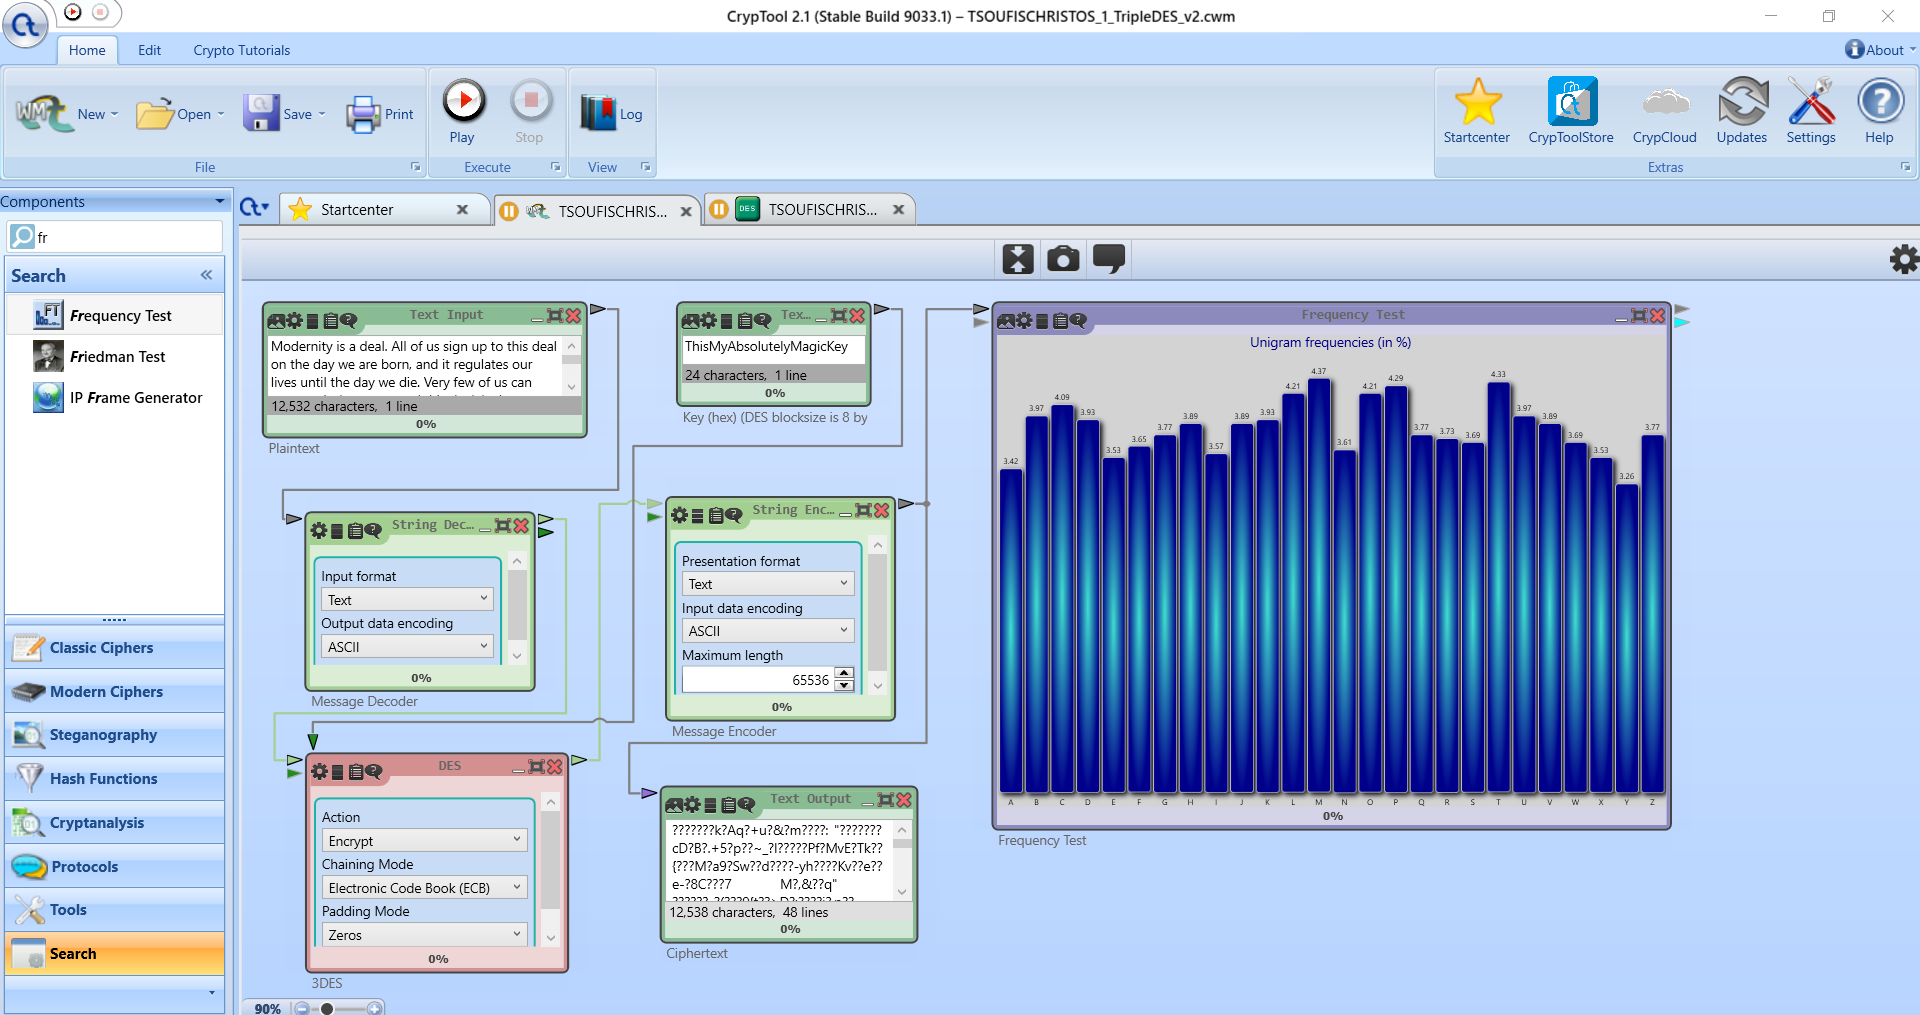 CrypTool 2.1 (Stable Build 9033.1) – TSOUFISCHRISTOS_1_TripleDES_v2.cwm
Home Edit Crypto Tutorials About
New Open Save Print Play Stop Log Startcenter CrypToolStore CrypCloud Updates Settings Help
File Execute View Extras
Components
fr
Search
Frequency Test
Friedman Test
IP Frame Generator
Classic Ciphers
Modern Ciphers
Steganography
Hash Functions
Cryptanalysis
Protocols
Tools
Search
Startcenter TSOUFISCHRIS... DES TSOUFISCHRIS...
Text Input
Modernity is a deal. All of us sign up to this deal
on the day we are born, and it regulates our
lives until the day we die. Very few of us can
12,532 characters, 1 line
0%
Plaintext
Tex...
ThisMyAbsolutelyMagicKey
24 characters, 1 line
0%
Key (hex) (DES blocksize is 8 by
String Dec...
Input format
Text
Output data encoding
ASCII
0%
Message Decoder
String Enc...
Presentation format
Text
Input data encoding
ASCII
Maximum length
65536
0%
Message Encoder
DES
Action
Encrypt
Chaining Mode
Electronic Code Book (ECB)
Padding Mode
Zeros
0%
3DES
Text Output
???????k?Aq?+u?&?m????: "???????
cD?B?.+5?p??~_?I?????Pf?MvE?Tk??
{???M?a9?Sw??d????-yh????Kv??e??
e-?8C???7 M?,&??q"
12,538 characters, 48 lines
0%
Ciphertext
Frequency Test
Unigram frequencies (in %)
3.42 3.97 4.09 3.93 3.53 3.65 3.77 3.89 3.57 3.89 3.93 4.21 4.37 3.61 4.21 4.29 3.77 3.73 3.69 4.33 3.97 3.89 3.69 3.53 3.26 3.77
A B C D E F G H I J K L M N O P Q R S T U V W X Y Z
0%
Frequency Test
90%